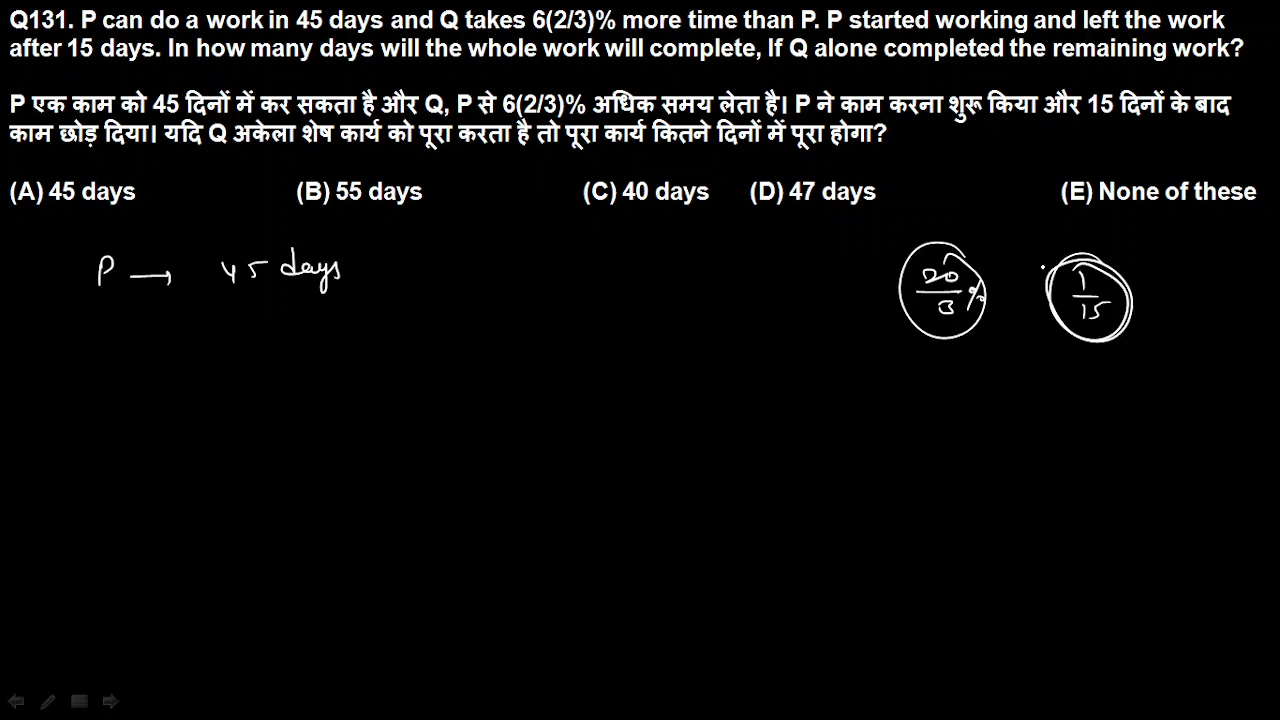 Q131. P can do a work in 45 days and Q takes 6(2/3)% more time than P. P started working and left the work
after 15 days. In how many days will the whole work will complete, If Q alone completed the remaining work?
P एक काम को 45 दिनों में कर सकता है और Q, P से 6(2/3)% अधिक समय लेता है। P ने काम करना शुरू किया और 15 दिनों के बाद
काम छोड़ दिया। यदि Q अकेला शेष कार्य को पूरा करता है तो पूरा कार्य कितने दिनों में पूरा होगा?
(A) 45 days (B) 55 days (C) 40 days (D) 47 days (E) None of these
P → 45 days 20/3% 1/15